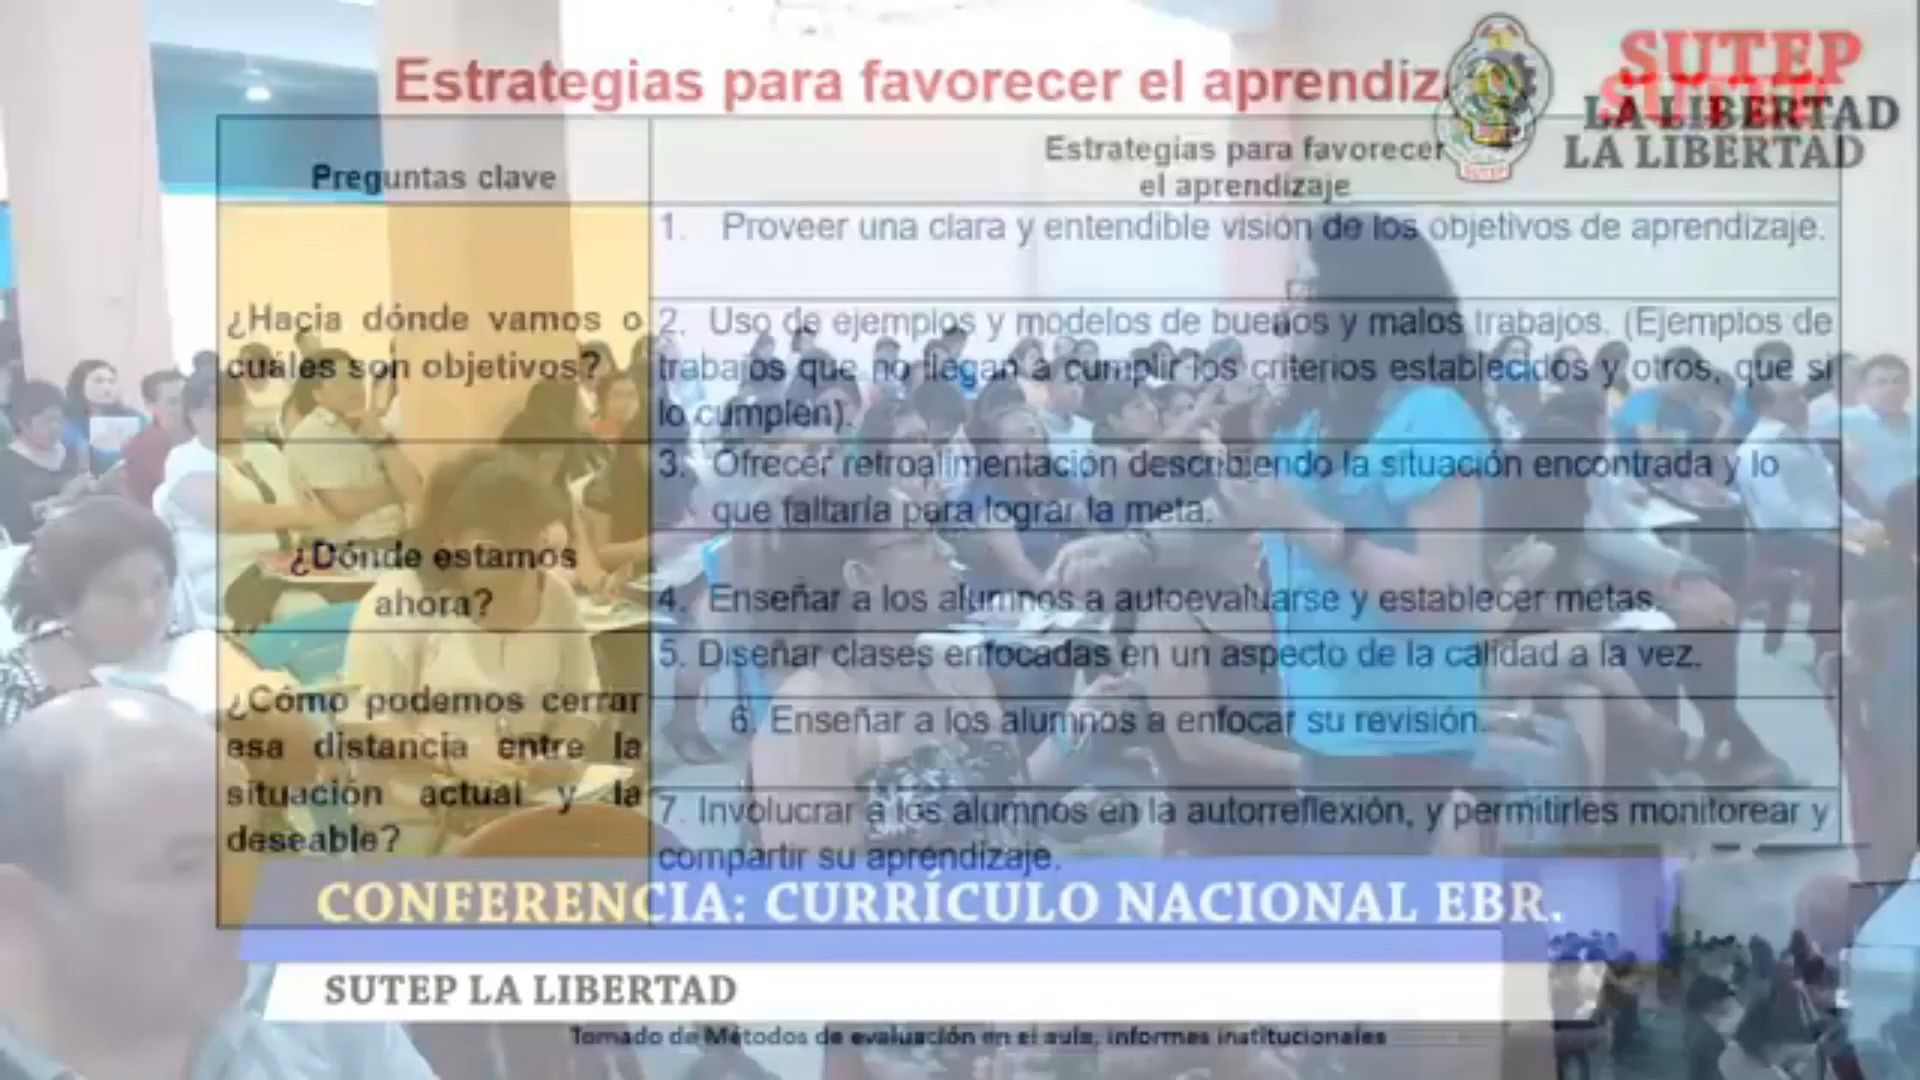 Estrategias para favorecer el aprendiz
SUTEP
LA LIBERTAD
SUTEP
LA LIBERTAD
SUTEP
Preguntas clave
Estrategias para favorecer
el aprendizaje
¿Hacia dónde vamos o
cuáles son objetivos?
1. Proveer una clara y entendible visión de los objetivos de aprendizaje.
2. Uso de ejemplos y modelos de buenos y malos trabajos. (Ejemplos de
trabajos que no llegan a cumplir los criterios establecidos y otros, que si
lo cumplen).
¿Dónde estamos
ahora?
3. Ofrecer retroalimentación describiendo la situación encontrada y lo
que faltaría para lograr la meta.
4. Enseñar a los alumnos a autoevaluarse y establecer metas.
¿Cómo podemos cerrar
esa distancia entre la
situación actual y la
deseable?
5. Diseñar clases enfocadas en un aspecto de la calidad a la vez.
6. Enseñar a los alumnos a enfocar su revisión.
7. Involucrar a los alumnos en la autorreflexión, y permitirles monitorear y
compartir su aprendizaje.
CONFERENCIA: CURRÍCULO NACIONAL EBR.
SUTEP LA LIBERTAD
Tomado de Métodos de evaluación en el aula, informes institucionales